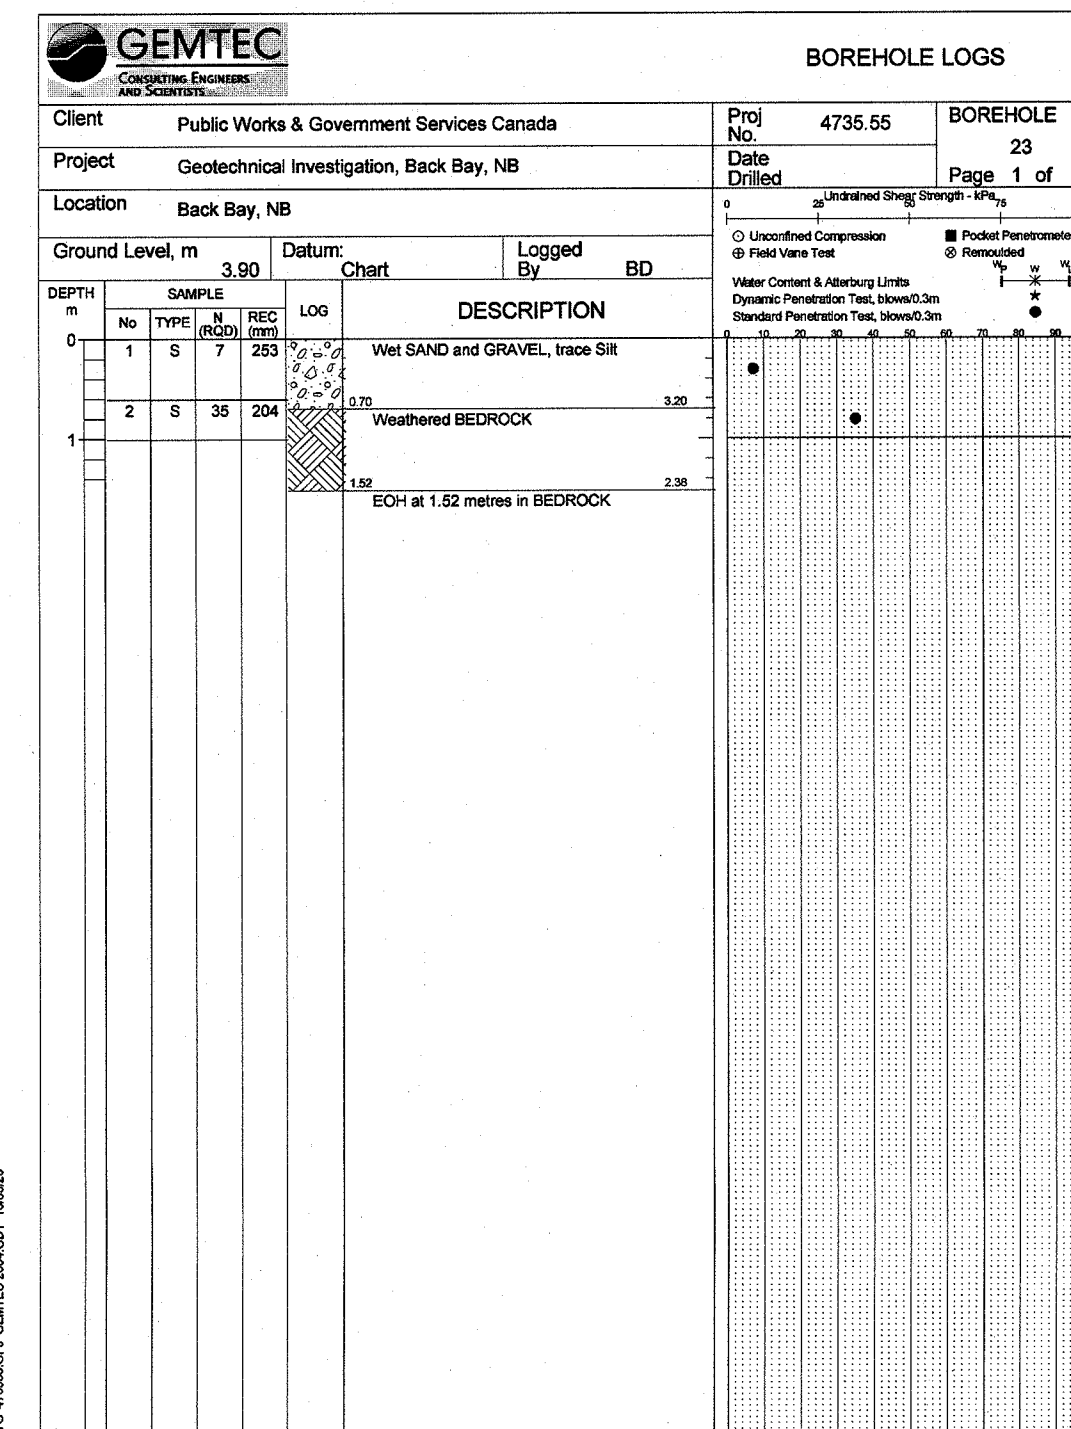 GEMTEC
CONSULTING ENGINEERS
AND SCIENTISTS
BOREHOLE LOGS
Client Public Works & Government Services Canada
Proj No. 4735.55
BOREHOLE
23
Project Geotechnical Investigation, Back Bay, NB
Date Drilled
Page 1 of
Location Back Bay, NB
Undrained Shear Strength - kPa
0 25 50 75
Unconfined Compression Pocket Penetromete
Field Vane Test Remoulded
Ground Level, m 3.90
Datum: Chart
Logged By BD
Wp W WL
Water Content & Atterburg Limits
Dynamic Penetration Test, blows/0.3m ★
Standard Penetration Test, blows/0.3m ●
DEPTH m
SAMPLE
LOG
DESCRIPTION
No TYPE N (RQD) REC (mm)
0 10 20 30 40 50 60 70 80 90
0
1 S 7 253 Wet SAND and GRAVEL, trace Silt
0.70 3.20
2 S 35 204 Weathered BEDROCK
1
1.52 2.38
EOH at 1.52 metres in BEDROCK